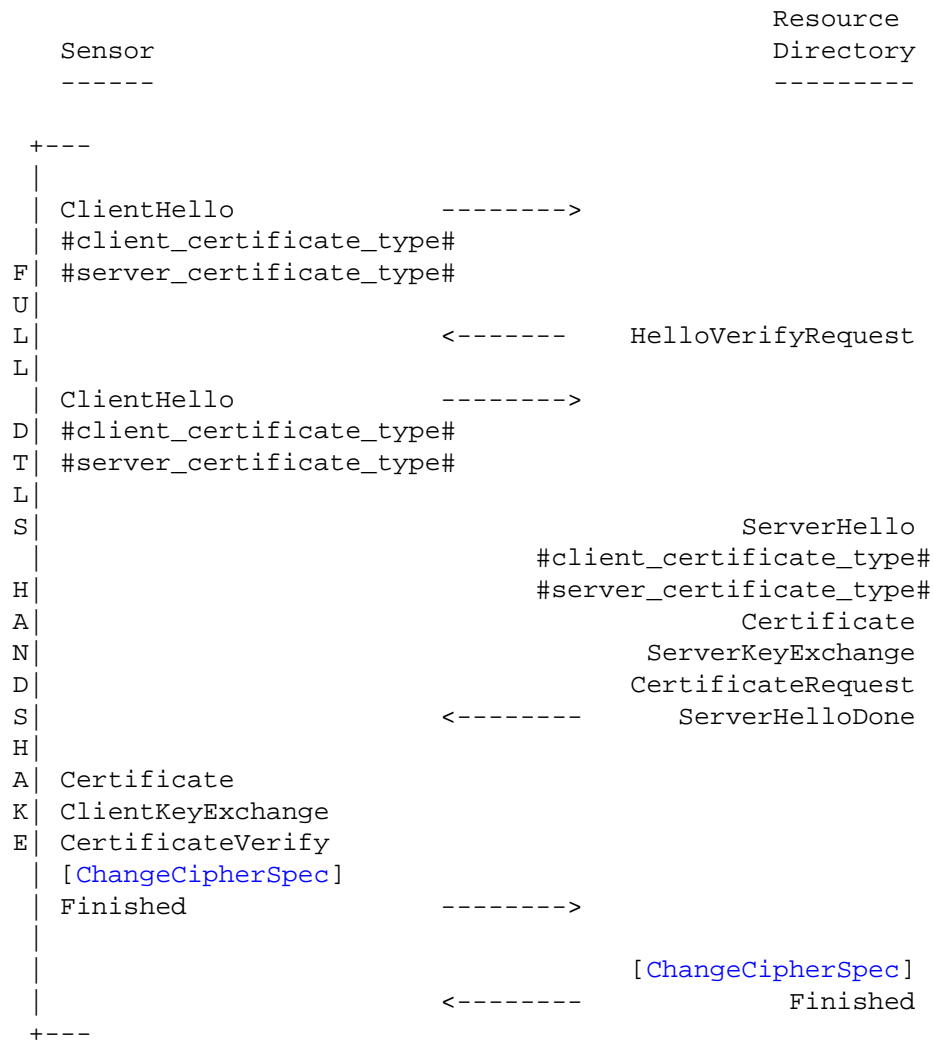 Resource
    Sensor                                       Directory
    ------                                       ---------

  +---
  |
  | ClientHello             -------->
  | #client_certificate_type#
 F| #server_certificate_type#
 U|
 L|                         <-------   HelloVerifyRequest
 L|
  | ClientHello             -------->
 D| #client_certificate_type#
 T| #server_certificate_type#
 L|
 S|                                            ServerHello
  |                               #client_certificate_type#
 H|                               #server_certificate_type#
 A|                                            Certificate
 N|                                      ServerKeyExchange
 D|                                     CertificateRequest
 S|                         <--------      ServerHelloDone
 H|
 A| Certificate
 K| ClientKeyExchange
 E| CertificateVerify
  | [ChangeCipherSpec]
  | Finished                -------->
  |
  |                                     [ChangeCipherSpec]
  |                         <--------             Finished
  +---